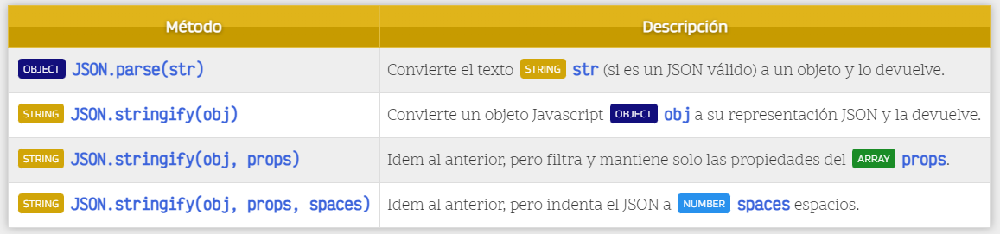 Método Descripción
OBJECT JSON.parse(str) Convierte el texto STRING str (si es un JSON válido) a un objeto y lo devuelve.
STRING JSON.stringify(obj) Convierte un objeto Javascript OBJECT obj a su representación JSON y la devuelve.
STRING JSON.stringify(obj, props) Idem al anterior, pero filtra y mantiene solo las propiedades del ARRAY props.
STRING JSON.stringify(obj, props, spaces) Idem al anterior, pero indenta el JSON a NUMBER spaces espacios.